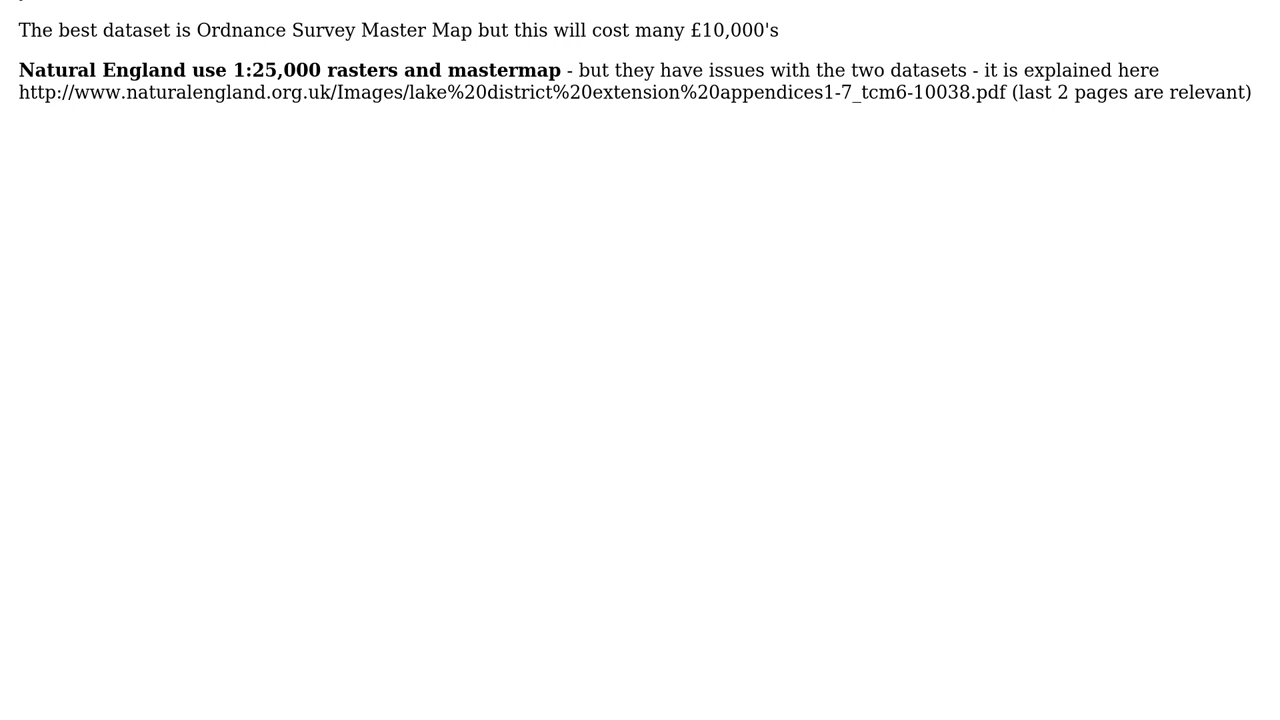 The best dataset is Ordnance Survey Master Map but this will cost many £10,000's
Natural England use 1:25,000 rasters and mastermap - but they have issues with the two datasets - it is explained here
http://www.naturalengland.org.uk/Images/lake%20district%20extension%20appendices1-7_tcm6-10038.pdf (last 2 pages are relevant)